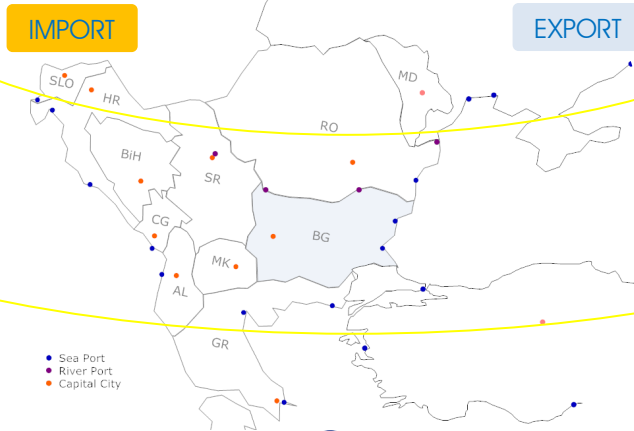 IMPORT
EXPORT
SLO
HR
MD
RO
BiH
SR
CG
BG
MK
AL
GR
Sea Port
River Port
Capital City